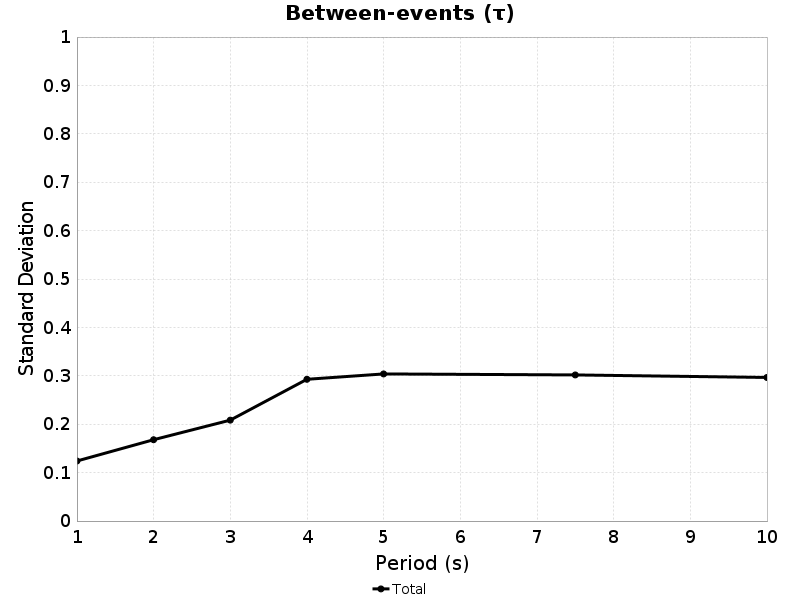 Between-events (τ)
1
0.9
0.8
0.7
0.6
0.5
0.4
0.3
0.2
0.1
0
Standard Deviation
1 2 3 4 5 6 7 8 9 10
Period (s)
Total